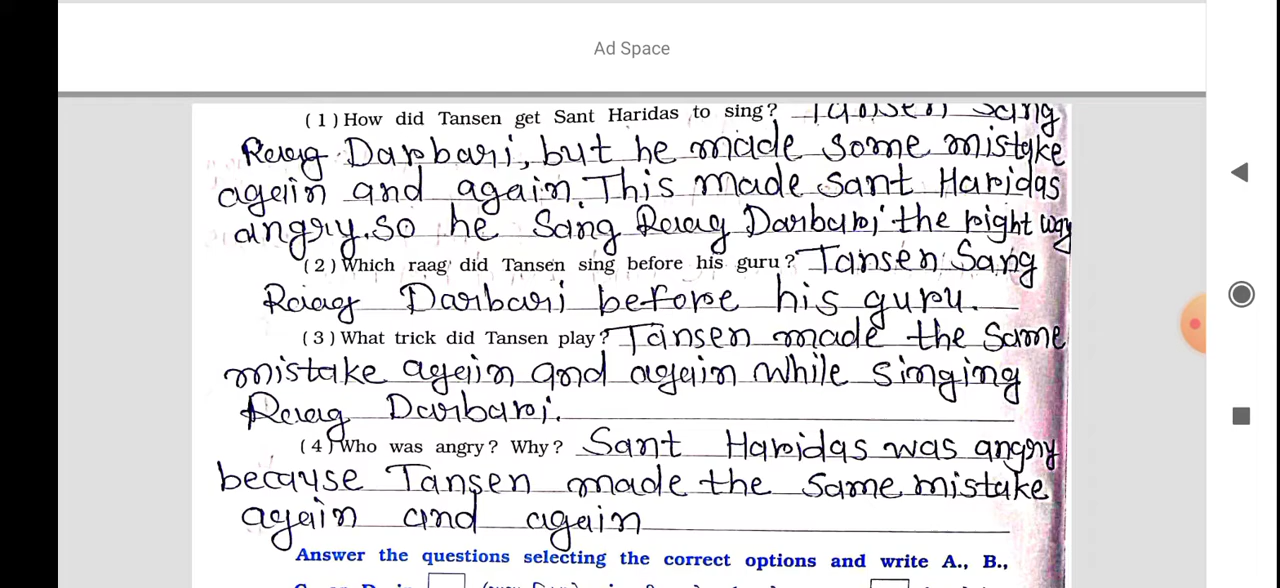 Ad Space
(1) How did Tansen get Sant Haridas to sing? Tansen Sang
Raag Darbari, but he made some mistake
again and again. This made Sant Haridas
angry. so he Sang Raag Darbari the right way
(2) Which raag did Tansen sing before his guru? Tansen Sang
Raag Darbari before his guru.
(3) What trick did Tansen play? Tansen made the Same
mistake again and again while singing
Raag Darbari.
(4) Who was angry? Why? Sant Haridas was angry
because Tansen made the Same mistake
again and again
Answer the questions selecting the correct options and write A., B.,